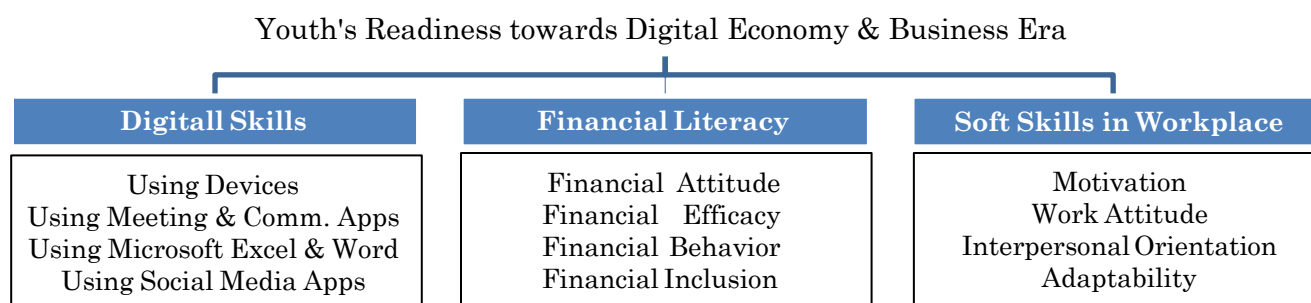 Youth's Readiness towards Digital Economy & Business Era
Digitall Skills
Using Devices
Using Meeting & Comm. Apps
Using Microsoft Excel & Word
Using Social Media Apps
Financial Literacy
Financial Attitude
Financial Efficacy
Financial Behavior
Financial Inclusion
Soft Skills in Workplace
Motivation
Work Attitude
Interpersonal Orientation
Adaptability